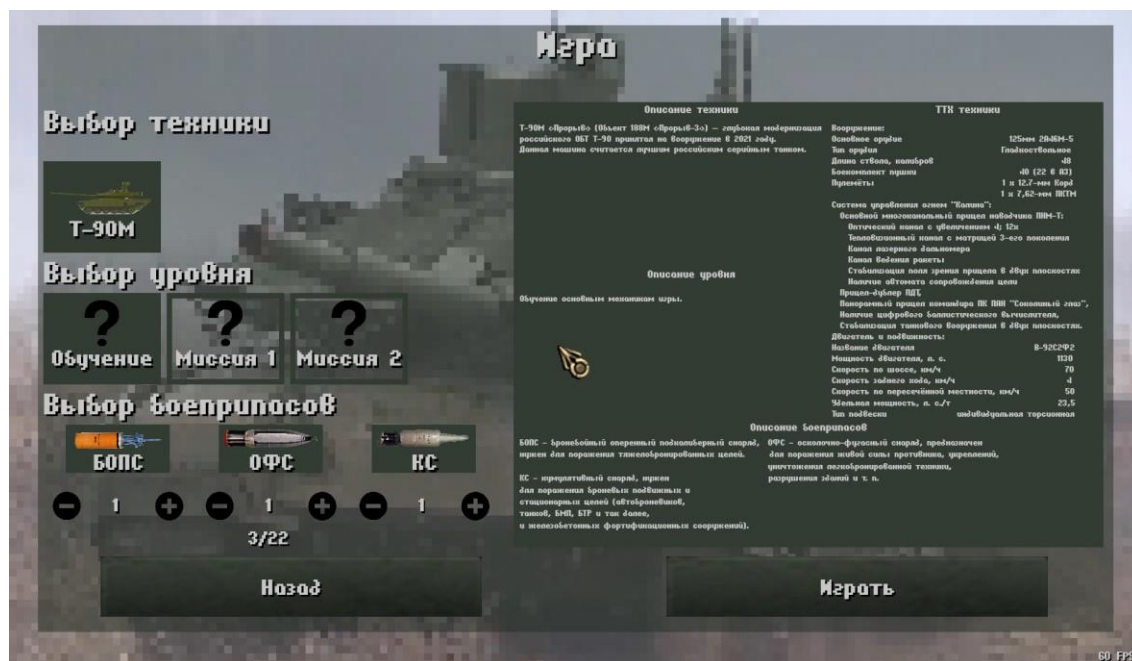 Игра
Выбор техники
Т-90М
Выбор уровня
Обучение
Миссия 1
Миссия 2
Выбор боеприпасов
БОПС
ОФС
КС
1
1
1
3/22
Описание техники
Т-90М «Прорыв» (Объект 188М «Прорыв-3») — глубокая модернизация
российского ОБТ Т-90 принятая на вооружение в 2021 году.
Данная машина считается лучшим российским серийным танком.
Описание уровня
Обучение основным механикам игры.
ТТХ техники
Вооружение:
Основное орудие 125мм 2А46М-5
Тип орудия Гладкоствольное
Длина ствола, калибров 48
Боекомплект пушки 40 (22 в АЗ)
Пулемёты 1 х 12,7-мм Корд
1 х 7,62-мм ПКТМ
Система управления огнем "Калина":
Основной многоканальный прицел наводчика ПНМ-Т:
Оптический канал с увеличением 4; 12х
Тепловизионный канал с матрицей 3-его поколения
Канал лазерного дальномера
Канал ведения ракеты
Стабилизация поля зрения прицела в двух плоскостях
Наличие автомата сопровождения цели
Прицел-дублер ПДТ,
Панорамный прицел командира ПК ПАН "Соколиный глаз",
Наличие цифрового баллистического вычислителя,
Стабилизация танкового вооружения в двух плоскостях.
Двигатель и подвижность:
Название двигателя В-92С2Ф2
Мощность двигателя, л. с. 1130
Скорость по шоссе, км/ч 70
Скорость заднего хода, км/ч 4
Скорость по пересечённой местности, км/ч 50
Удельная мощность, л. с./т 23,5
Тип подвески индивидуальная торсионная
Описание боеприпасов
БОПС - бронебойный оперенный подкалиберный снаряд,
нужен для поражения тяжелобронированных целей.
КС - кумулятивный снаряд, нужен
для поражения броневых подвижных и
стационарных целей (автоброневиков,
танков, БМП, БТР и так далее,
и железобетонных фортификационных сооружений).
ОФС - осколочно-фугасный снаряд, предназначен
для поражения живой силы противника, укреплений,
уничтожения легкобронированной техники,
разрушения зданий и т. п.
Назад
Играть
60 FPS